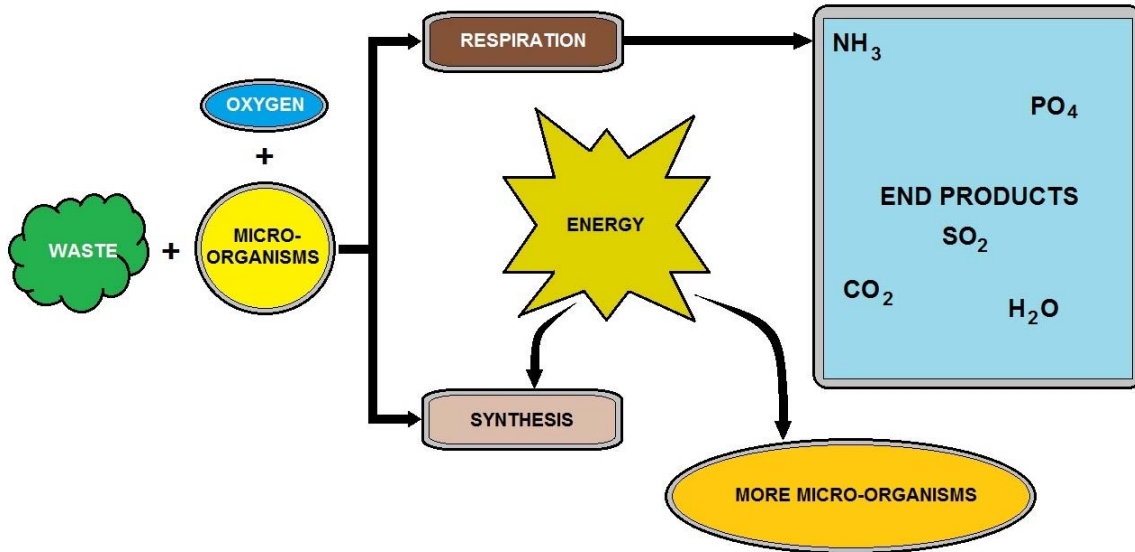 RESPIRATION
NH₃
OXYGEN
PO₄
+
WASTE
+
MICRO-
ORGANISMS
ENERGY
END PRODUCTS
SO₂
CO₂
H₂O
SYNTHESIS
MORE MICRO-ORGANISMS